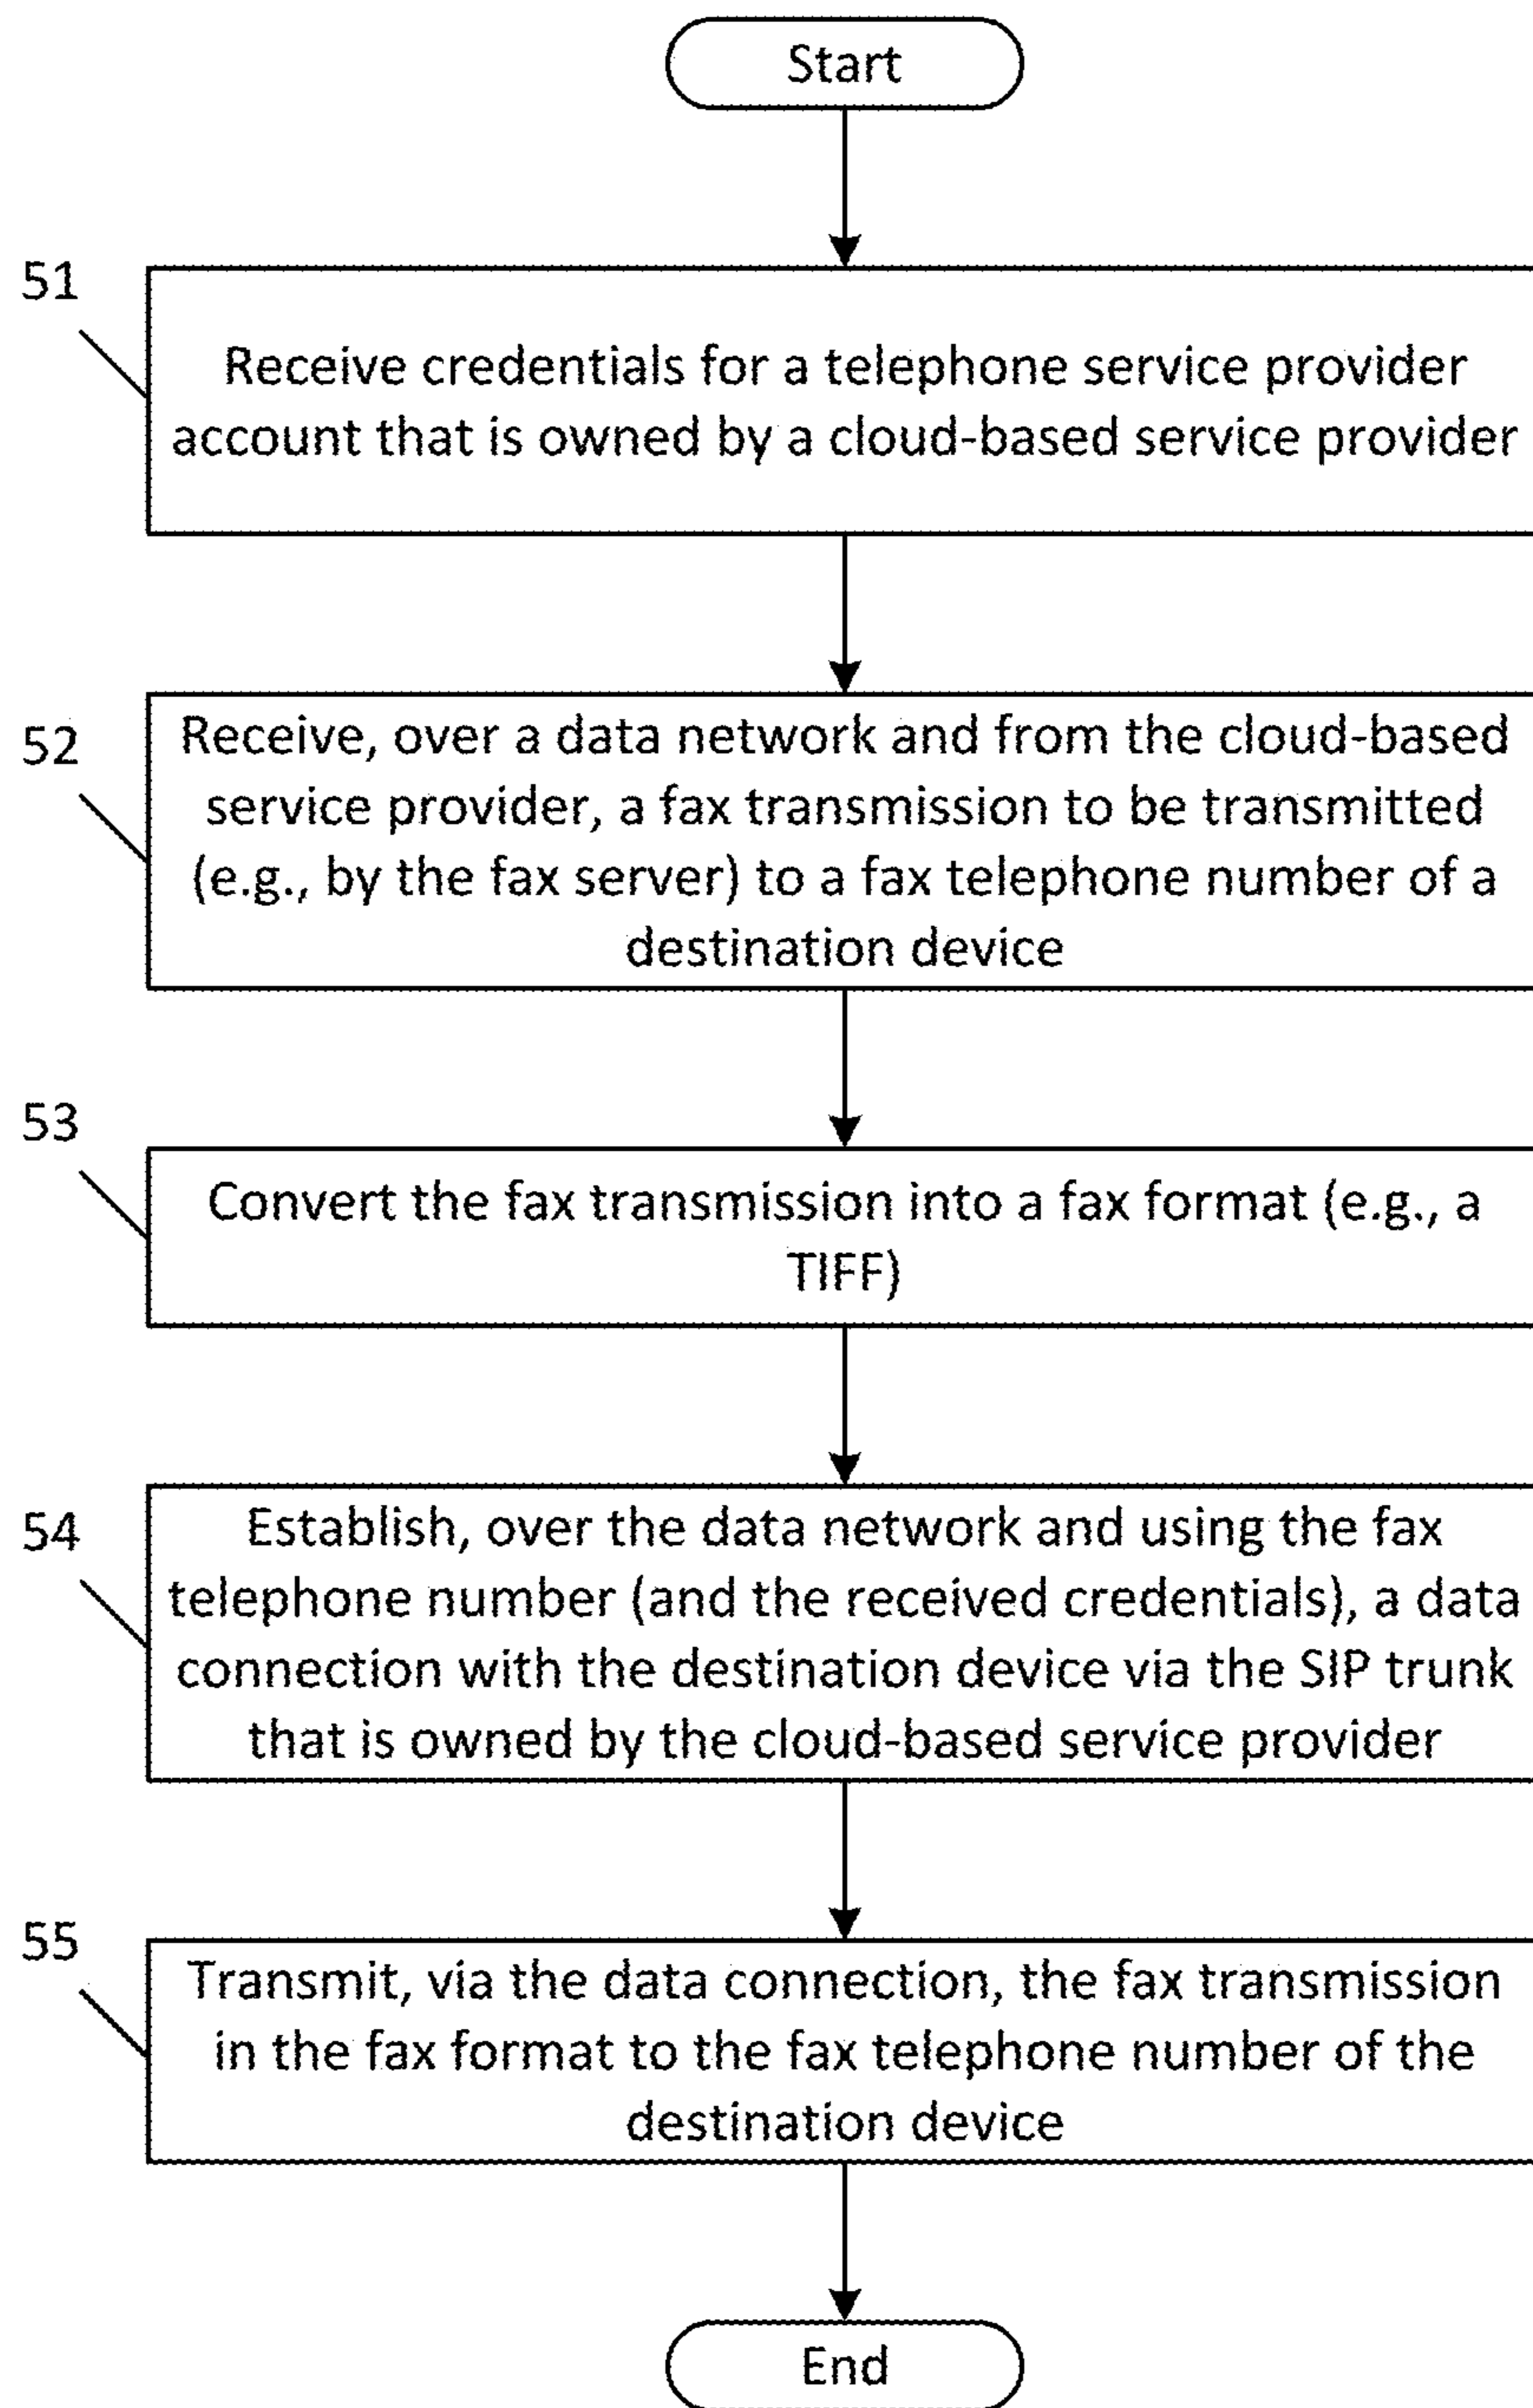 Start
51
Receive credentials for a telephone service provider
account that is owned by a cloud-based service provider
52
Receive, over a data network and from the cloud-based
service provider, a fax transmission to be transmitted
(e.g., by the fax server) to a fax telephone number of a
destination device
53
Convert the fax transmission into a fax format (e.g., a
TIFF)
54
Establish, over the data network and using the fax
telephone number (and the received credentials), a data
connection with the destination device via the SIP trunk
that is owned by the cloud-based service provider
55
Transmit, via the data connection, the fax transmission
in the fax format to the fax telephone number of the
destination device
End